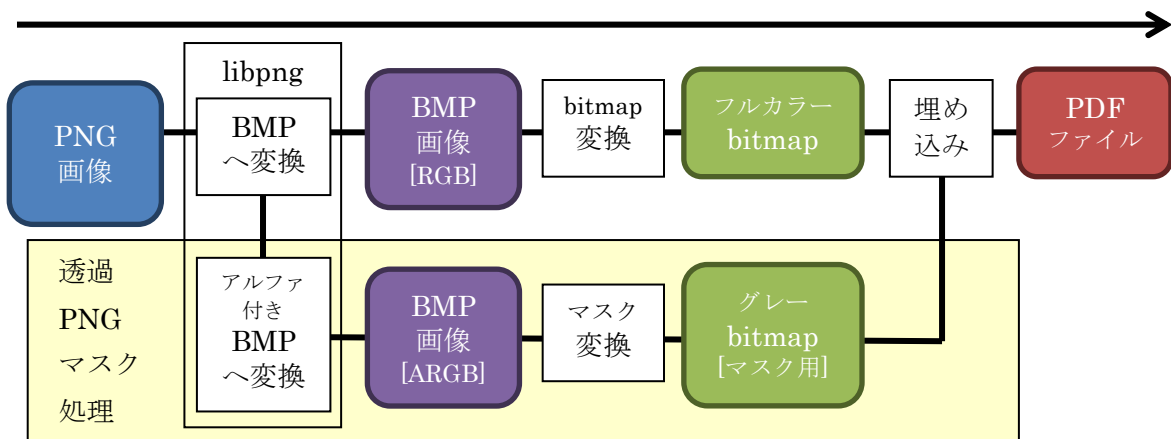 libpng
PNG
画像
BMP
へ変換
BMP
画像
[RGB]
bitmap
変換
フルカラー
bitmap
埋め
込み
PDF
ファイル
透過
PNG
マスク
処理
アルファ
付き
BMP
へ変換
BMP
画像
[ARGB]
マスク
変換
グレー
bitmap
[マスク用]